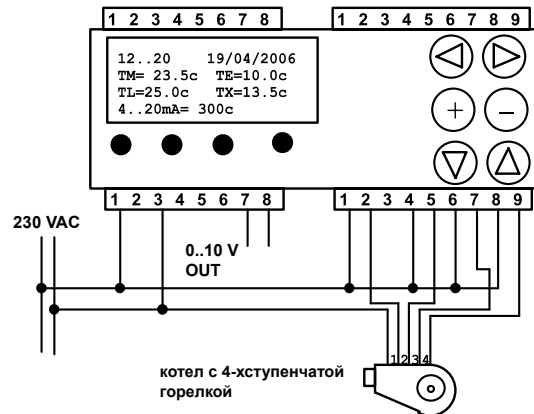 1 2 3 4 5 6 7 8
1 2 3 4 5 6 7 8 9
12..20 19/04/2006
TM= 23.5c TE=10.0c
TL=25.0c TX=13.5c
4..20mA= 300c
+ −
1 2 3 4 5 6 7 8
1 2 3 4 5 6 7 8 9
230 VAC
0..10 V
OUT
1234
котел с 4-хступенчатой
горелкой